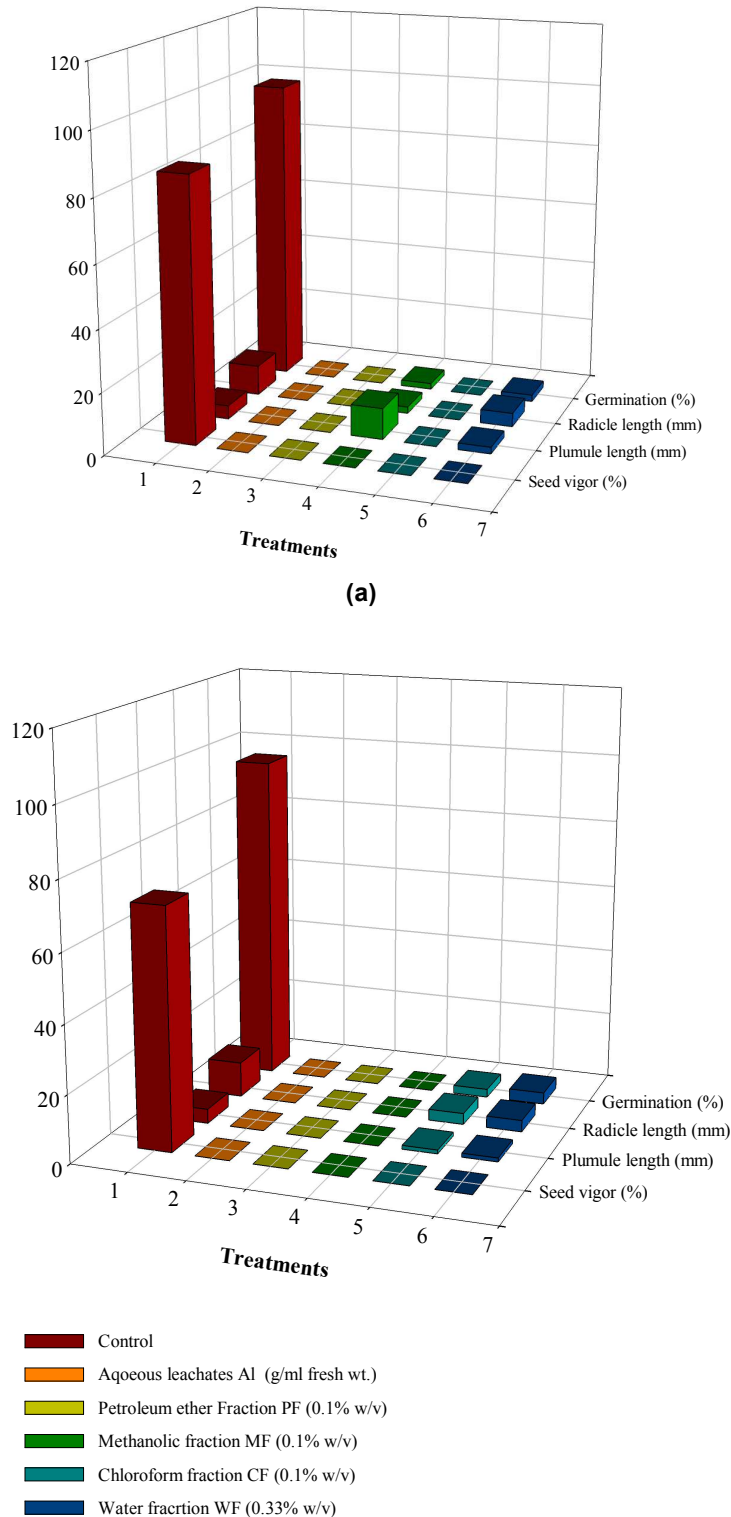 120
100
80
60
40
20
0
1
2
3
4
5
6
7
Germination (%)
Radicle length (mm)
Plumule length (mm)
Seed vigor (%)
Treatments
(a)
120
100
80
60
40
20
0
1
2
3
4
5
6
7
Germination (%)
Radicle length (mm)
Plumule length (mm)
Seed vigor (%)
Treatments
Control
Aqoeous leachates Al (g/ml fresh wt.)
Petroleum ether Fraction PF (0.1% w/v)
Methanolic fraction MF (0.1% w/v)
Chloroform fraction CF (0.1% w/v)
Water fracrtion WF (0.33% w/v)